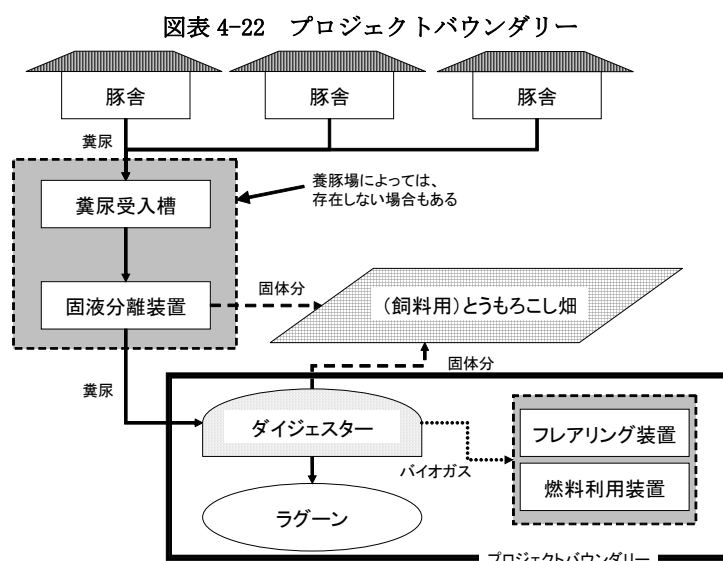 図表 4-22 プロジェクトバウンダリー
豚舎
豚舎
豚舎
糞尿
養豚場によっては、
存在しない場合もある
糞尿受入槽
固液分離装置
固体分
(飼料用)とうもろこし畑
固体分
糞尿
ダイジェスター
バイオガス
フレアリング装置
燃料利用装置
ラグーン
プロジェクトバウンダリー